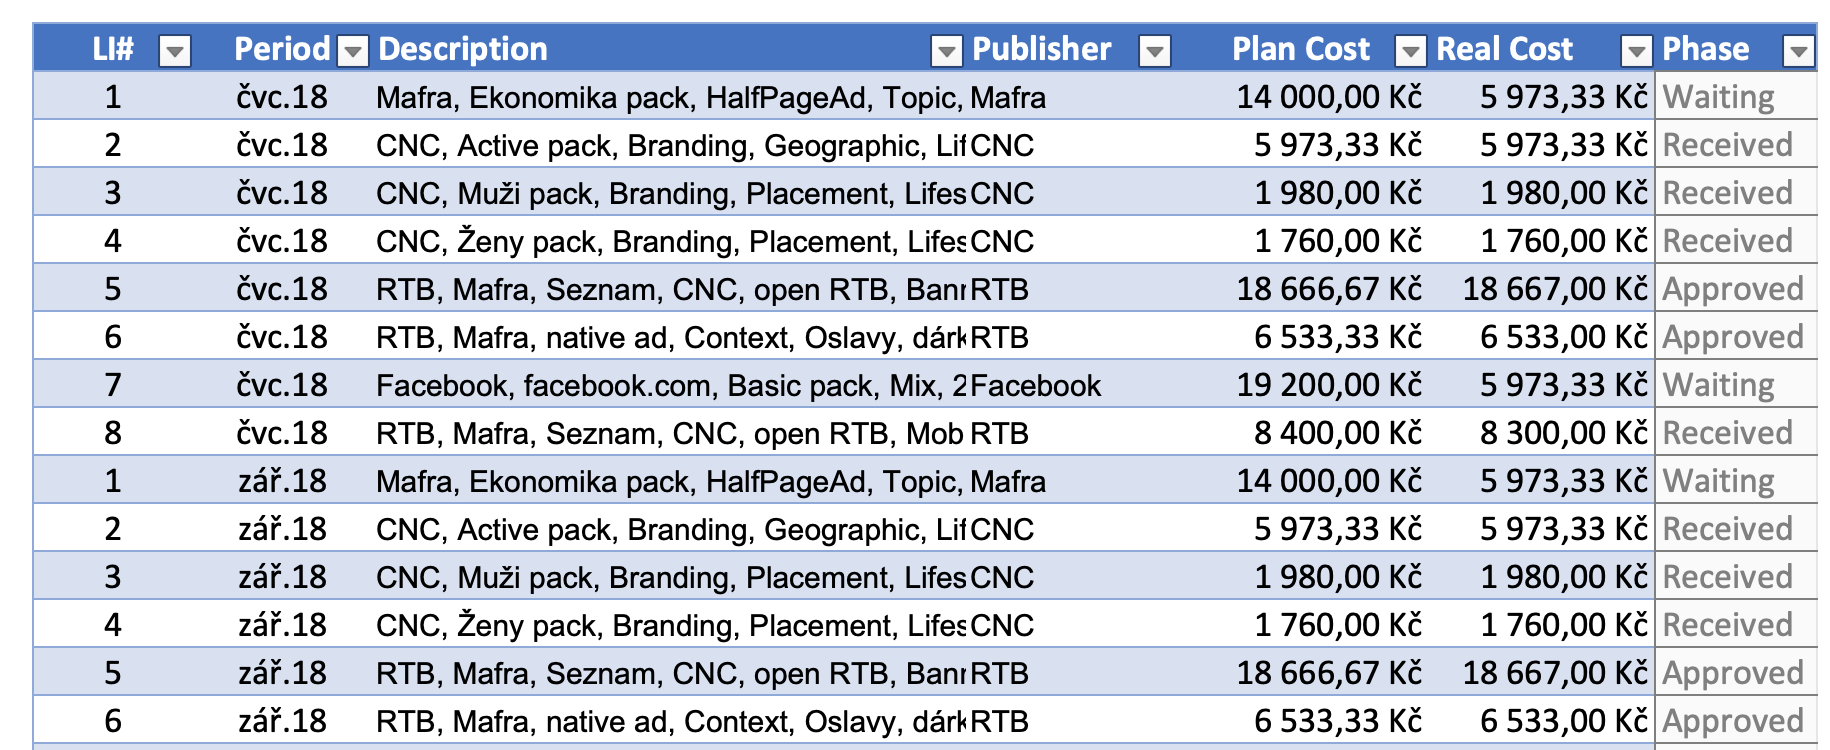 LI# Period Description Publisher Plan Cost Real Cost Phase
1 čvc.18 Mafra, Ekonomika pack, HalfPageAd, Topic, Mafra 14 000,00 Kč 5 973,33 Kč Waiting
2 čvc.18 CNC, Active pack, Branding, Geographic, Lif CNC 5 973,33 Kč 5 973,33 Kč Received
3 čvc.18 CNC, Muži pack, Branding, Placement, Lifes CNC 1 980,00 Kč 1 980,00 Kč Received
4 čvc.18 CNC, Ženy pack, Branding, Placement, Lifes CNC 1 760,00 Kč 1 760,00 Kč Received
5 čvc.18 RTB, Mafra, Seznam, CNC, open RTB, Ban RTB 18 666,67 Kč 18 667,00 Kč Approved
6 čvc.18 RTB, Mafra, native ad, Context, Oslavy, dárk RTB 6 533,33 Kč 6 533,00 Kč Approved
7 čvc.18 Facebook, facebook.com, Basic pack, Mix, 2 Facebook 19 200,00 Kč 5 973,33 Kč Waiting
8 čvc.18 RTB, Mafra, Seznam, CNC, open RTB, Mob RTB 8 400,00 Kč 8 300,00 Kč Received
1 zář.18 Mafra, Ekonomika pack, HalfPageAd, Topic, Mafra 14 000,00 Kč 5 973,33 Kč Waiting
2 zář.18 CNC, Active pack, Branding, Geographic, Lif CNC 5 973,33 Kč 5 973,33 Kč Received
3 zář.18 CNC, Muži pack, Branding, Placement, Lifes CNC 1 980,00 Kč 1 980,00 Kč Received
4 zář.18 CNC, Ženy pack, Branding, Placement, Lifes CNC 1 760,00 Kč 1 760,00 Kč Received
5 zář.18 RTB, Mafra, Seznam, CNC, open RTB, Ban RTB 18 666,67 Kč 18 667,00 Kč Approved
6 zář.18 RTB, Mafra, native ad, Context, Oslavy, dárk RTB 6 533,33 Kč 6 533,00 Kč Approved